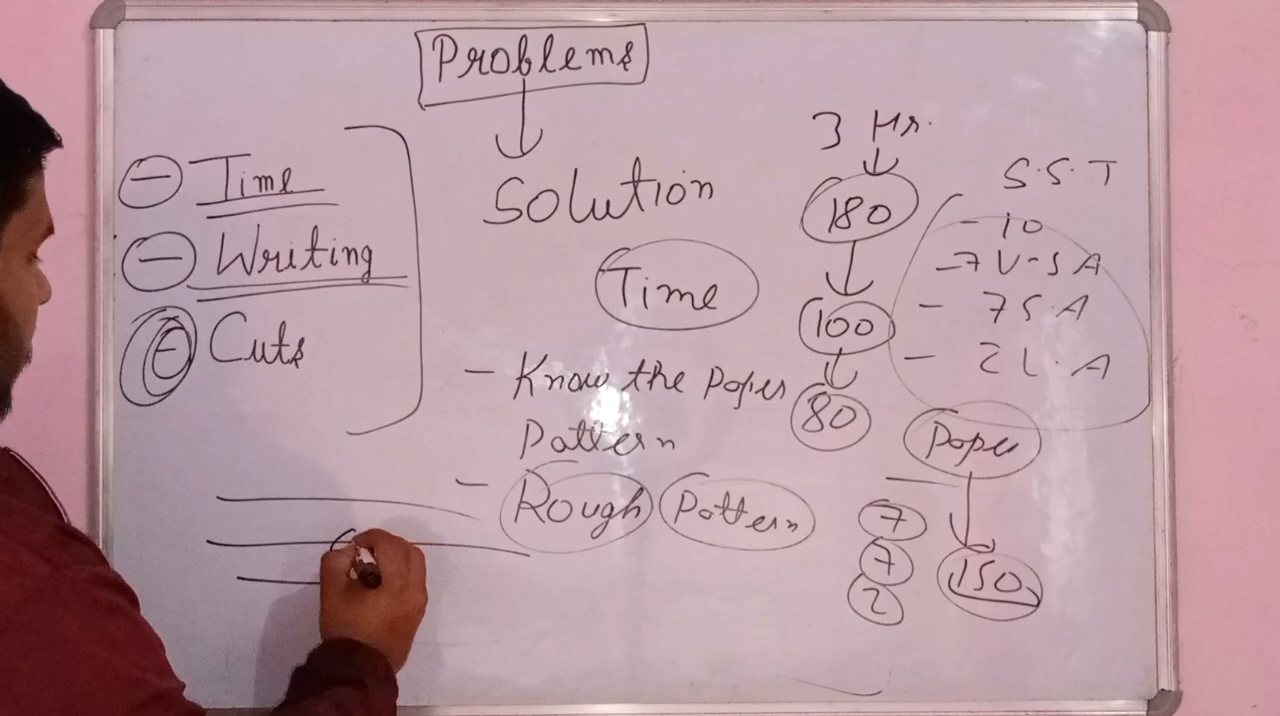 Problems
Solution
Time
Writing
Cuts
Time
- Know the Paper
Pattern
- Rough Pattern
3 Hr.
180
100
80
S.S.T
- 10
- 7 V-S A
- 7 S.A
- 2 L.A
Paper
150
7
7
2